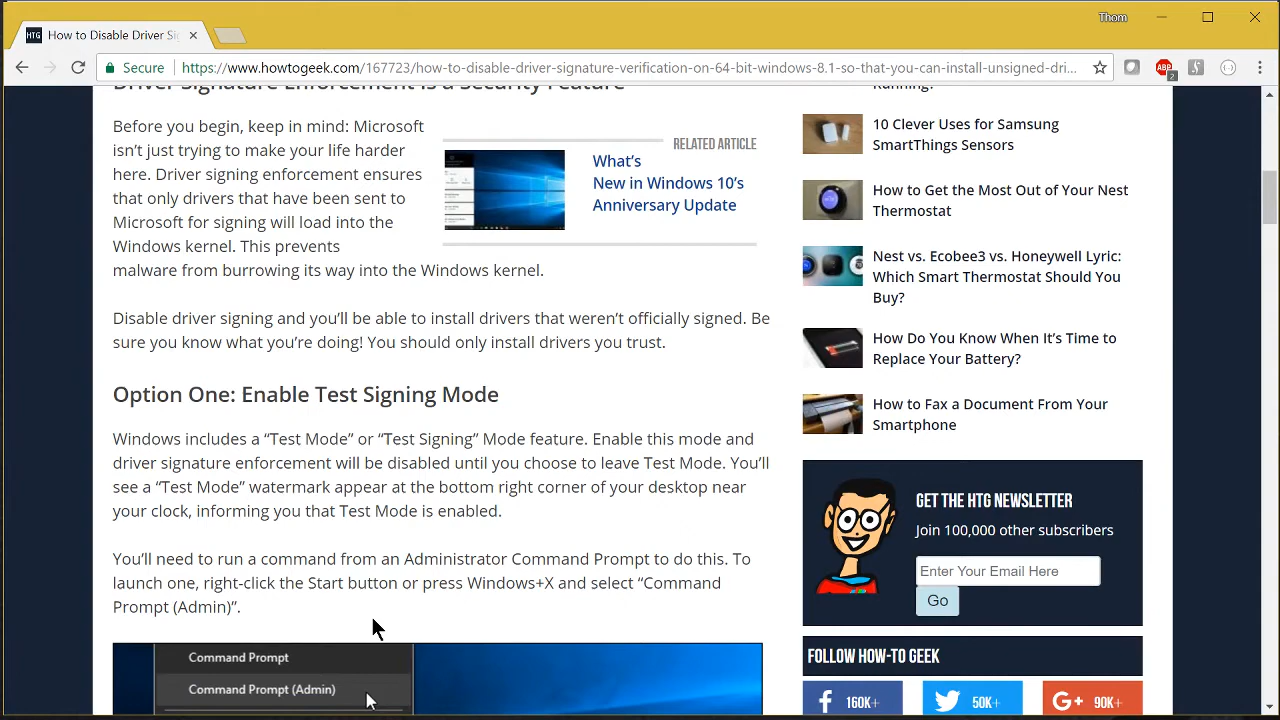 Thom
HTG How to Disable Driver Si
Secure https://www.howtogeek.com/167723/how-to-disable-driver-signature-verification-on-64-bit-windows-8.1-so-that-you-can-install-unsigned-dri...
ABP
2
Driver Signature Enforcement is a Security Feature
Before you begin, keep in mind: Microsoft
isn't just trying to make your life harder
here. Driver signing enforcement ensures
that only drivers that have been sent to
Microsoft for signing will load into the
Windows kernel. This prevents
malware from burrowing its way into the Windows kernel.
RELATED ARTICLE
What's
New in Windows 10's
Anniversary Update
Disable driver signing and you'll be able to install drivers that weren't officially signed. Be
sure you know what you're doing! You should only install drivers you trust.
Option One: Enable Test Signing Mode
Windows includes a “Test Mode” or “Test Signing” Mode feature. Enable this mode and
driver signature enforcement will be disabled until you choose to leave Test Mode. You'll
see a “Test Mode” watermark appear at the bottom right corner of your desktop near
your clock, informing you that Test Mode is enabled.
You'll need to run a command from an Administrator Command Prompt to do this. To
launch one, right-click the Start button or press Windows+X and select “Command
Prompt (Admin)”.
Command Prompt
Command Prompt (Admin)
Running?
10 Clever Uses for Samsung
SmartThings Sensors
How to Get the Most Out of Your Nest
Thermostat
Nest vs. Ecobee3 vs. Honeywell Lyric:
Which Smart Thermostat Should You
Buy?
How Do You Know When It's Time to
Replace Your Battery?
How to Fax a Document From Your
Smartphone
GET THE HTG NEWSLETTER
Join 100,000 other subscribers
Enter Your Email Here
Go
FOLLOW HOW-TO GEEK
160K+
50K+
G+ 90K+